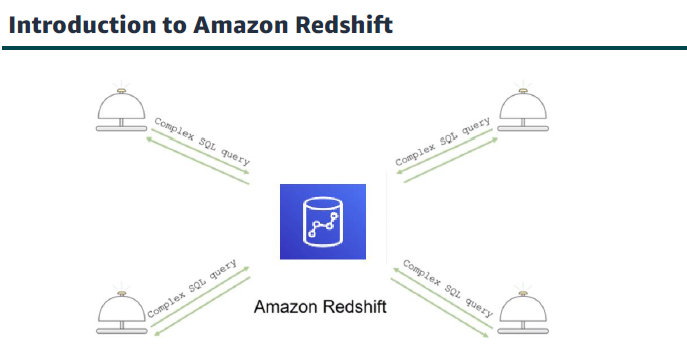 Introduction to Amazon Redshift
Complex SQL query
Complex SQL query
Amazon Redshift
Complex SQL query
Complex SQL query